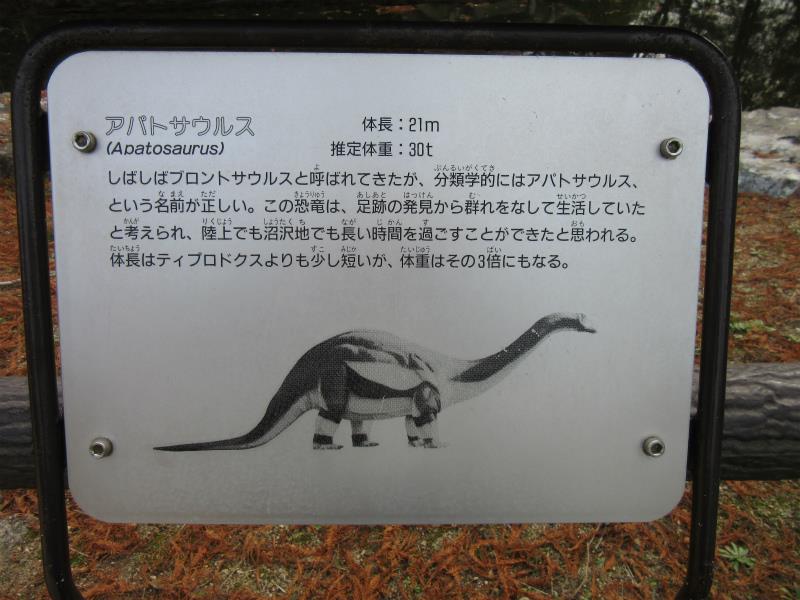 アパトサウルス 体長：21m
(Apatosaurus) 推定体重：30t
しばしばブロントサウルスと呼ばれてきたが、分類学的にはアパトサウルス、
という名前が正しい。この恐竜は、足跡の発見から群れをなして生活していた
と考えられ、陸上でも沼沢地でも長い時間を過ごすことができたと思われる。
体長はティプロドクスよりも少し短いが、体重はその3倍にもなる。